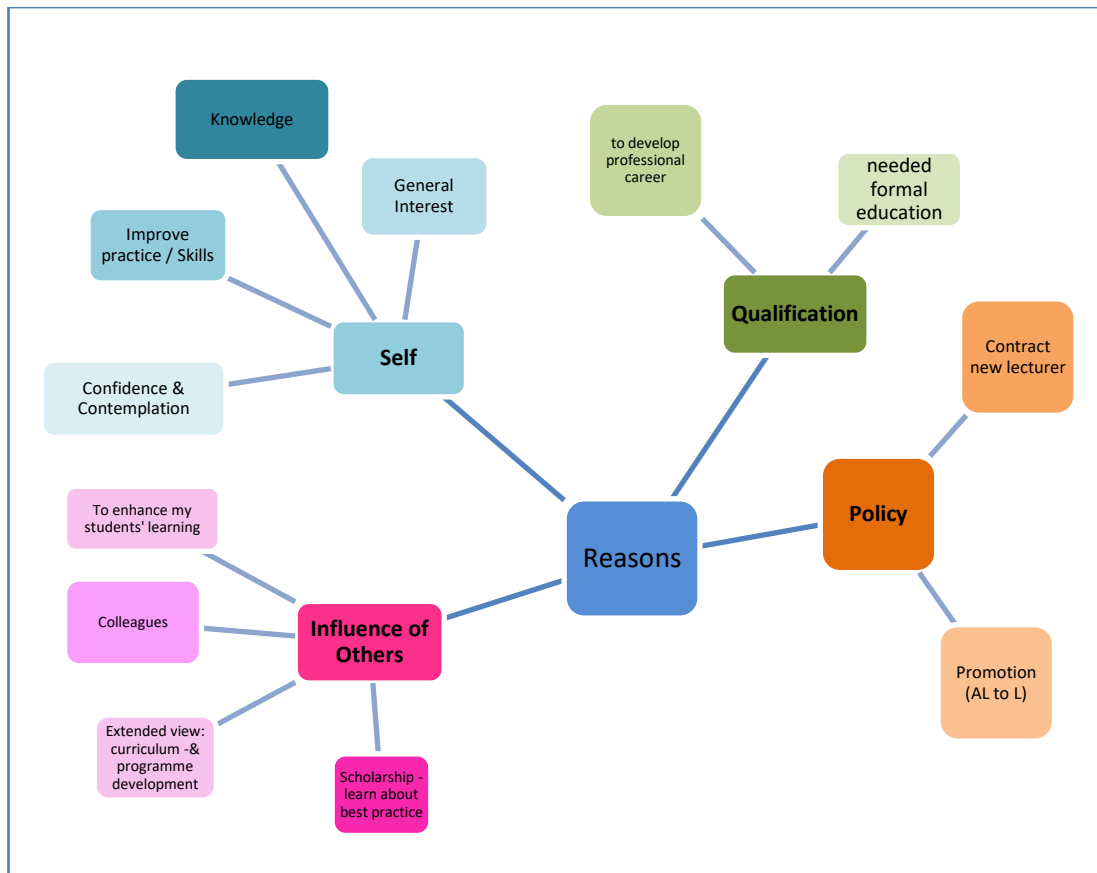 Knowledge
General
Interest
Improve
practice / Skills
Self
Confidence &
Contemplation
to develop
professional
career
needed
formal
education
Qualification
Contract
new lecturer
Policy
Promotion
(AL to L)
Reasons
To enhance my
students' learning
Colleagues
Influence of
Others
Extended view:
curriculum -&
programme
development
Scholarship -
learn about
best practice